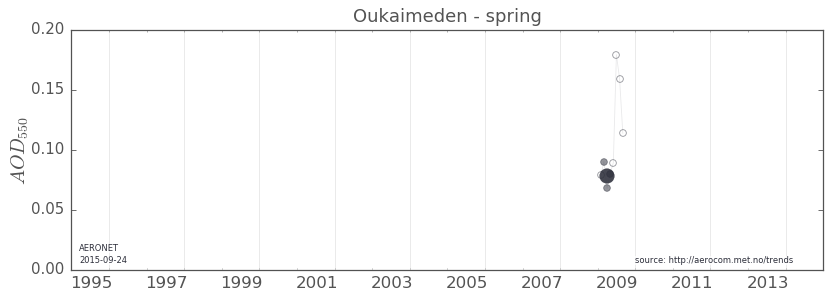 Oukaimeden - spring
0.20
0.15
0.10
0.05
0.00
AOD550
AERONET
2015-09-24
source: http://aerocom.met.no/trends
1995 1997 1999 2001 2003 2005 2007 2009 2011 2013